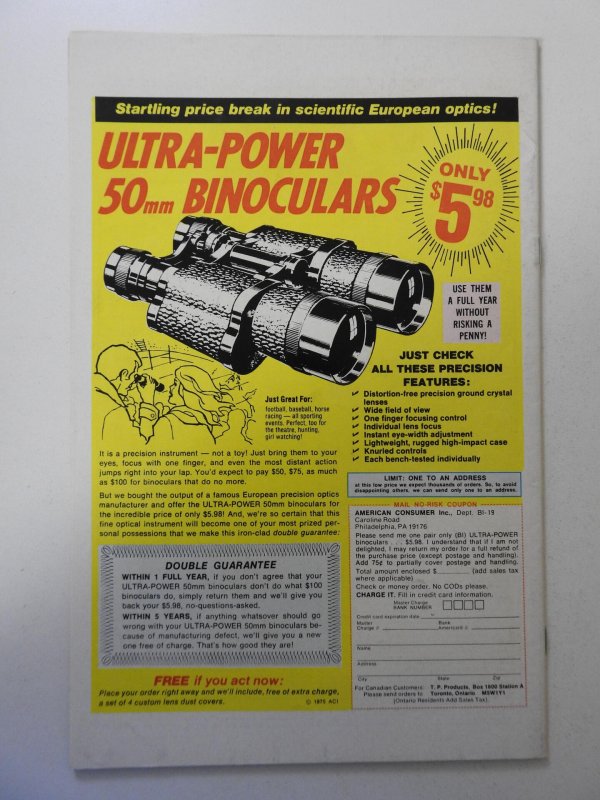 Startling price break in scientific European optics!
ULTRA-POWER
50mm BINOCULARS
ONLY
$5 98
USE THEM
A FULL YEAR
WITHOUT
RISKING A
PENNY!
JUST CHECK
ALL THESE PRECISION
FEATURES:
Distortion-free precision ground crystal
lenses
Wide field of view
One finger focusing control
Individual lens focus
Instant eye-width adjustment
Lightweight, rugged high-impact case
Knurled controls
Each bench-tested individually
Just Great For:
football, baseball, horse
racing — all sporting
events. Perfect, too for
the theatre, hunting,
girl watching!
It is a precision instrument — not a toy! Just bring them to your
eyes, focus with one finger, and even the most distant action
jumps right into your lap. You'd expect to pay $50, $75, as much
as $100 for binoculars that do no more.
But we bought the output of a famous European precision optics
manufacturer and offer the ULTRA-POWER 50mm binoculars for
the incredible price of only $5.98! And, we're so certain that this
fine optical instrument will become one of your most prized per-
sonal possessions that we make this iron-clad double guarantee:
DOUBLE GUARANTEE
WITHIN 1 FULL YEAR, if you don't agree that your
ULTRA-POWER 50mm binoculars don't do what $100
binoculars do, simply return them and we'll give you
back your $5.98, no-questions-asked.
WITHIN 5 YEARS, if anything whatsoever should go
wrong with your ULTRA-POWER 50mm binoculars be-
cause of manufacturing defect, we'll give you a new
one free of charge. That's how good they are!
FREE if you act now:
Place your order right away and we'll include, free of extra charge,
a set of 4 custom lens dust covers.
© 1975 ACI
LIMIT: ONE TO AN ADDRESS
at this low price we expect thousands of orders. So, to avoid
disappointing others, we can send only one to an address.
MAIL NO-RISK COUPON
AMERICAN CONSUMER Inc., Dept. BI-19
Caroline Road
Philadelphia, PA 19176
Please send me one pair only (BI) ULTRA-POWER
binoculars . . . $5.98. I understand that if I am not
delighted, I may return my order for a full refund of
the purchase price (except postage and handling).
Add 75¢ to partially cover postage and handling.
Total amount enclosed $ (add sales tax
where applicable)
Check or money order. No CODs please.
CHARGE IT. Fill in credit card information.
Master Charge
BANK NUMBER
Credit card expiration date
Master
Charge #
Bank
Americard #
Name
Address
City State Zip
For Canadian Customers: T. P. Products, Box 1600 Station A
Please send orders to Toronto, Ontario M5W1Y1
(Ontario Residents Add Sales Tax).